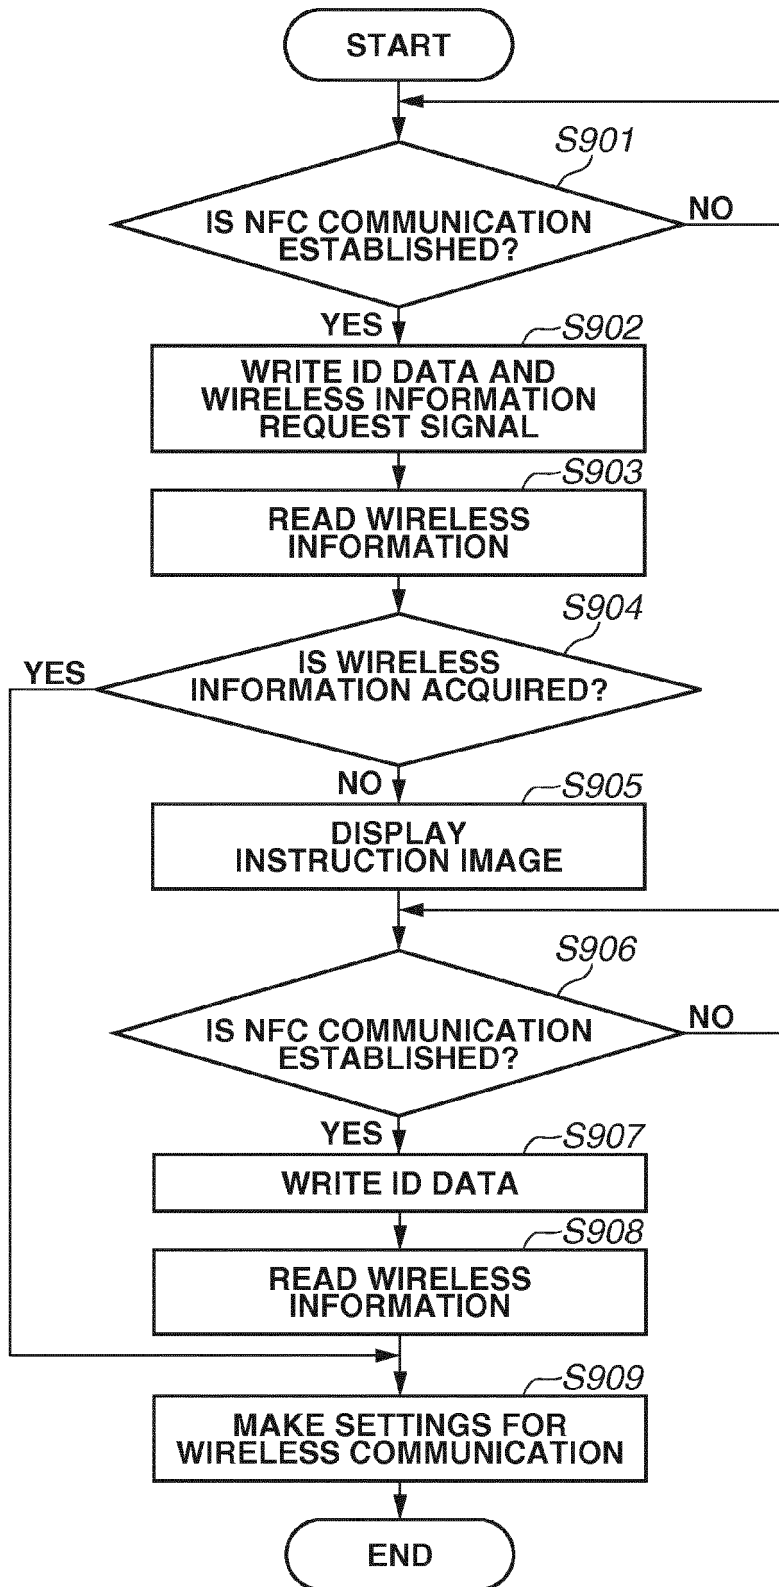 START
S901
IS NFC COMMUNICATION
ESTABLISHED?
NO
YES
S902
WRITE ID DATA AND
WIRELESS INFORMATION
REQUEST SIGNAL
S903
READ WIRELESS
INFORMATION
S904
YES
IS WIRELESS
INFORMATION ACQUIRED?
NO
S905
DISPLAY
INSTRUCTION IMAGE
S906
IS NFC COMMUNICATION
ESTABLISHED?
NO
YES
S907
WRITE ID DATA
S908
READ WIRELESS
INFORMATION
S909
MAKE SETTINGS FOR
WIRELESS COMMUNICATION
END